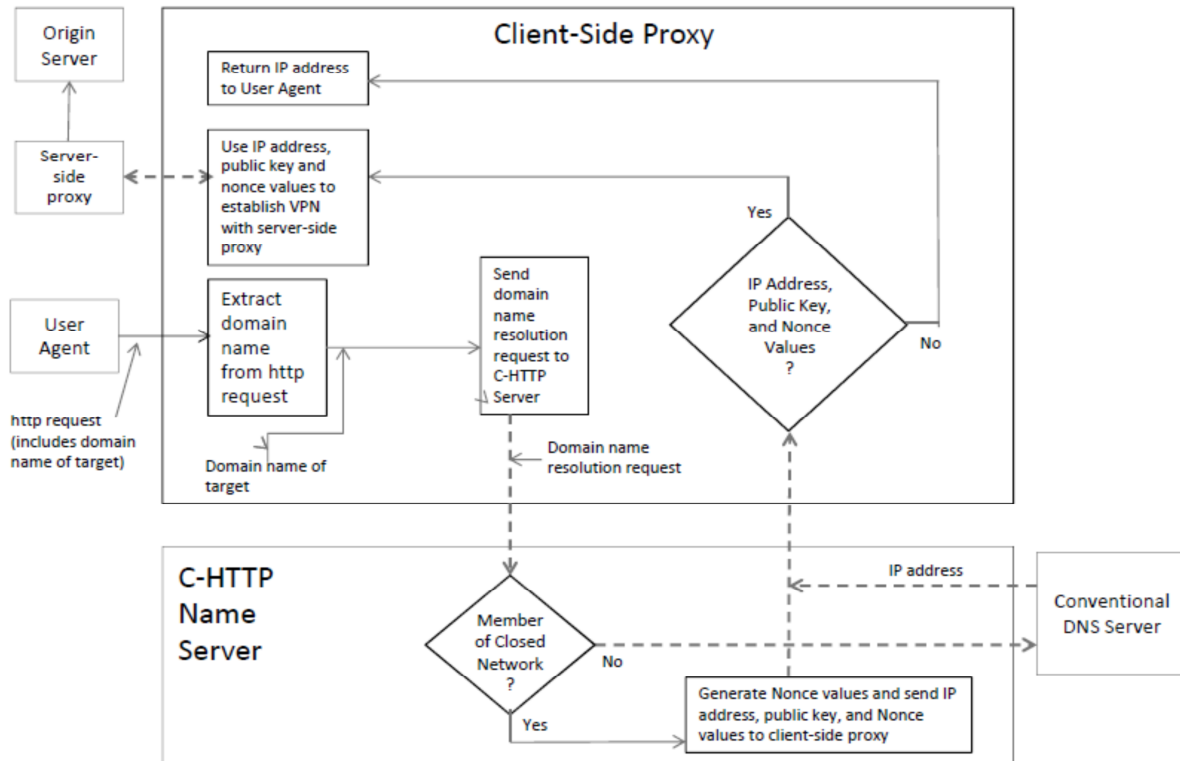 Client-Side Proxy
Origin
Server
Return IP address
to User Agent
Server-
side
proxy
Use IP address,
public key and
nonce values to
establish VPN
with server-side
proxy
Yes
IP Address,
Public Key,
and Nonce
Values
?
No
User
Agent
Extract
domain
name
from http
request
Send
domain
name
resolution
request to
C-HTTP
Server
http request
(includes domain
name of target)
Domain name of
target
Domain name
resolution request
C-HTTP
Name
Server
Member
of Closed
Network
?
No
Yes
Generate Nonce values and send IP
address, public key, and Nonce
values to client-side proxy
IP address
Conventional
DNS Server